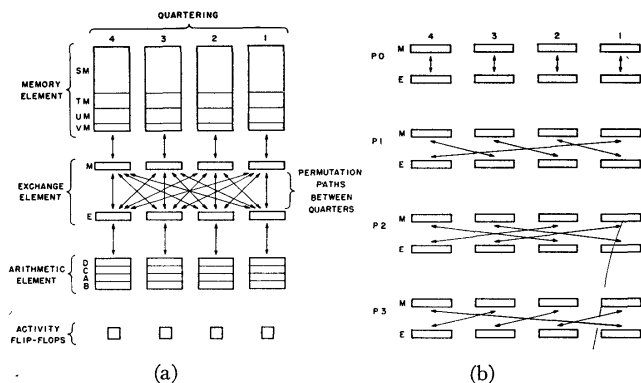 QUARTERING
4 3 2 1
MEMORY
ELEMENT
SM
TM
UM
VM
EXCHANGE
ELEMENT
M
E
PERMUTATION
PATHS
BETWEEN
QUARTERS
ARITHMETIC
ELEMENT
D
C
A
B
ACTIVITY
FLIP-FLOPS
(a)
4 3 2 1
P0
M
E
P1
M
E
P2
M
E
P3
M
E
(b)